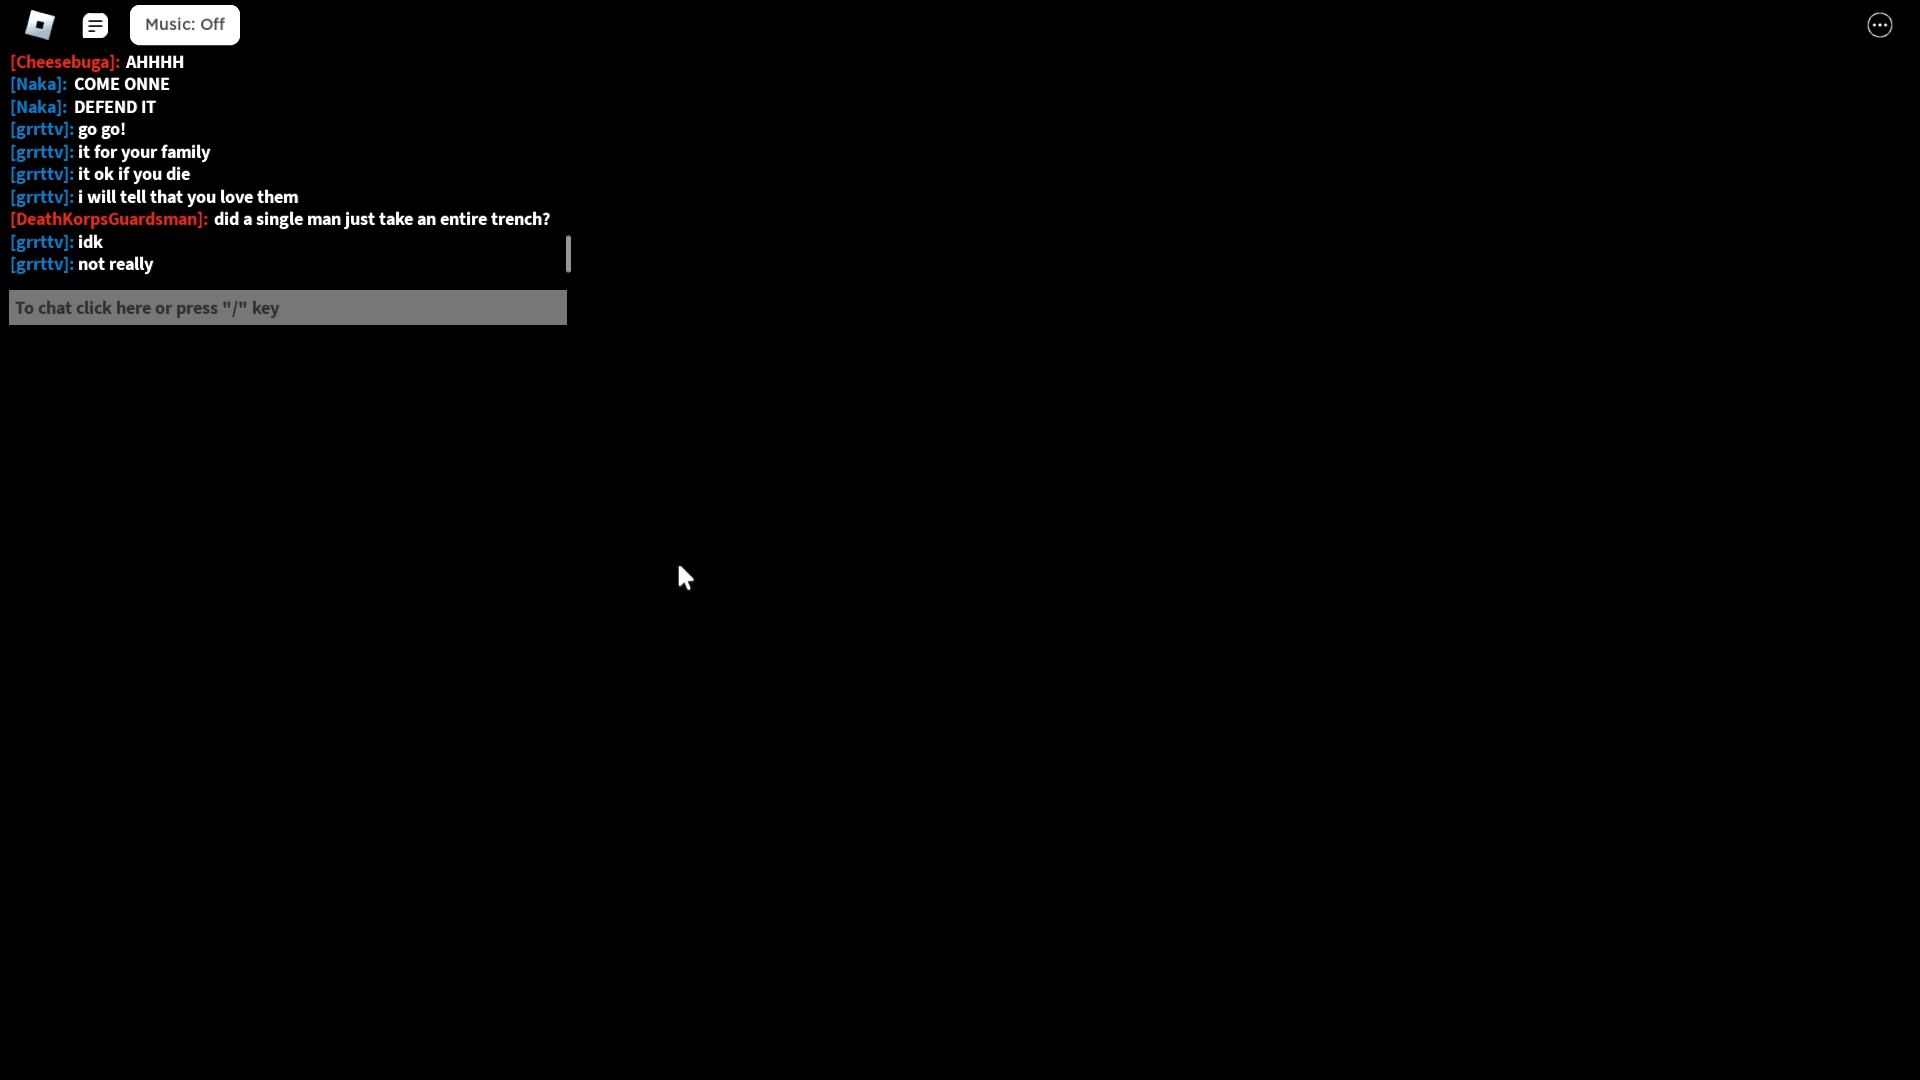 Music: Off
[Cheesebuga]: AHHHH
[Naka]: COME ONNE
[Naka]: DEFEND IT
[grrttv]: go go!
[grrttv]: it for your family
[grrttv]: it ok if you die
[grrttv]: i will tell that you love them
[DeathKorpsGuardsman]: did a single man just take an entire trench?
[grrttv]: idk
[grrttv]: not really
To chat click here or press "/" key